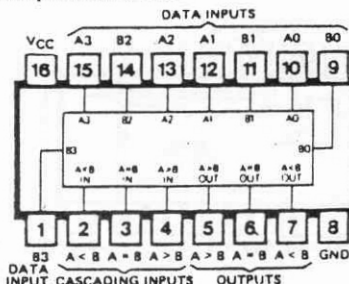 DATA INPUTS
VCC A3 B2 A2 A1 B1 A0 B0
16 15 14 13 12 11 10 9
A3 B2 A2 A1 B1 A0
B3 B0
A<B A=B A>B A>B A=B A<B
IN IN IN OUT OUT OUT
1 2 3 4 5 6 7 8
B3 A < B A = B A > B A > B A = B A < B GND
DATA INPUT CASCADING INPUTS OUTPUTS